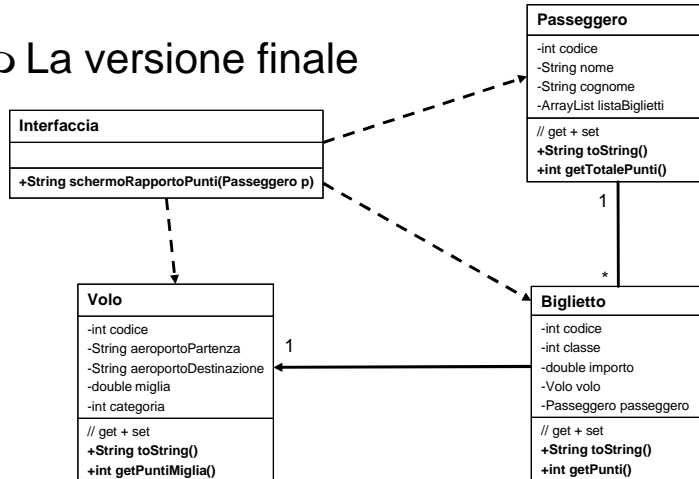 La versione finale
Passeggero
-int codice
-String nome
-String cognome
-ArrayList listaBiglietti
// get + set
+String toString()
+int getTotalePunti()
Interfaccia
+String schermoRapportoPunti(Passeggero p)
1
*
Volo
-int codice
-String aeroportoPartenza
-String aeroportoDestinazione
-double miglia
-int categoria
// get + set
+String toString()
+int getPuntiMiglia()
1
Biglietto
-int codice
-int classe
-double importo
-Volo volo
-Passeggero passeggero
// get + set
+String toString()
+int getPunti()